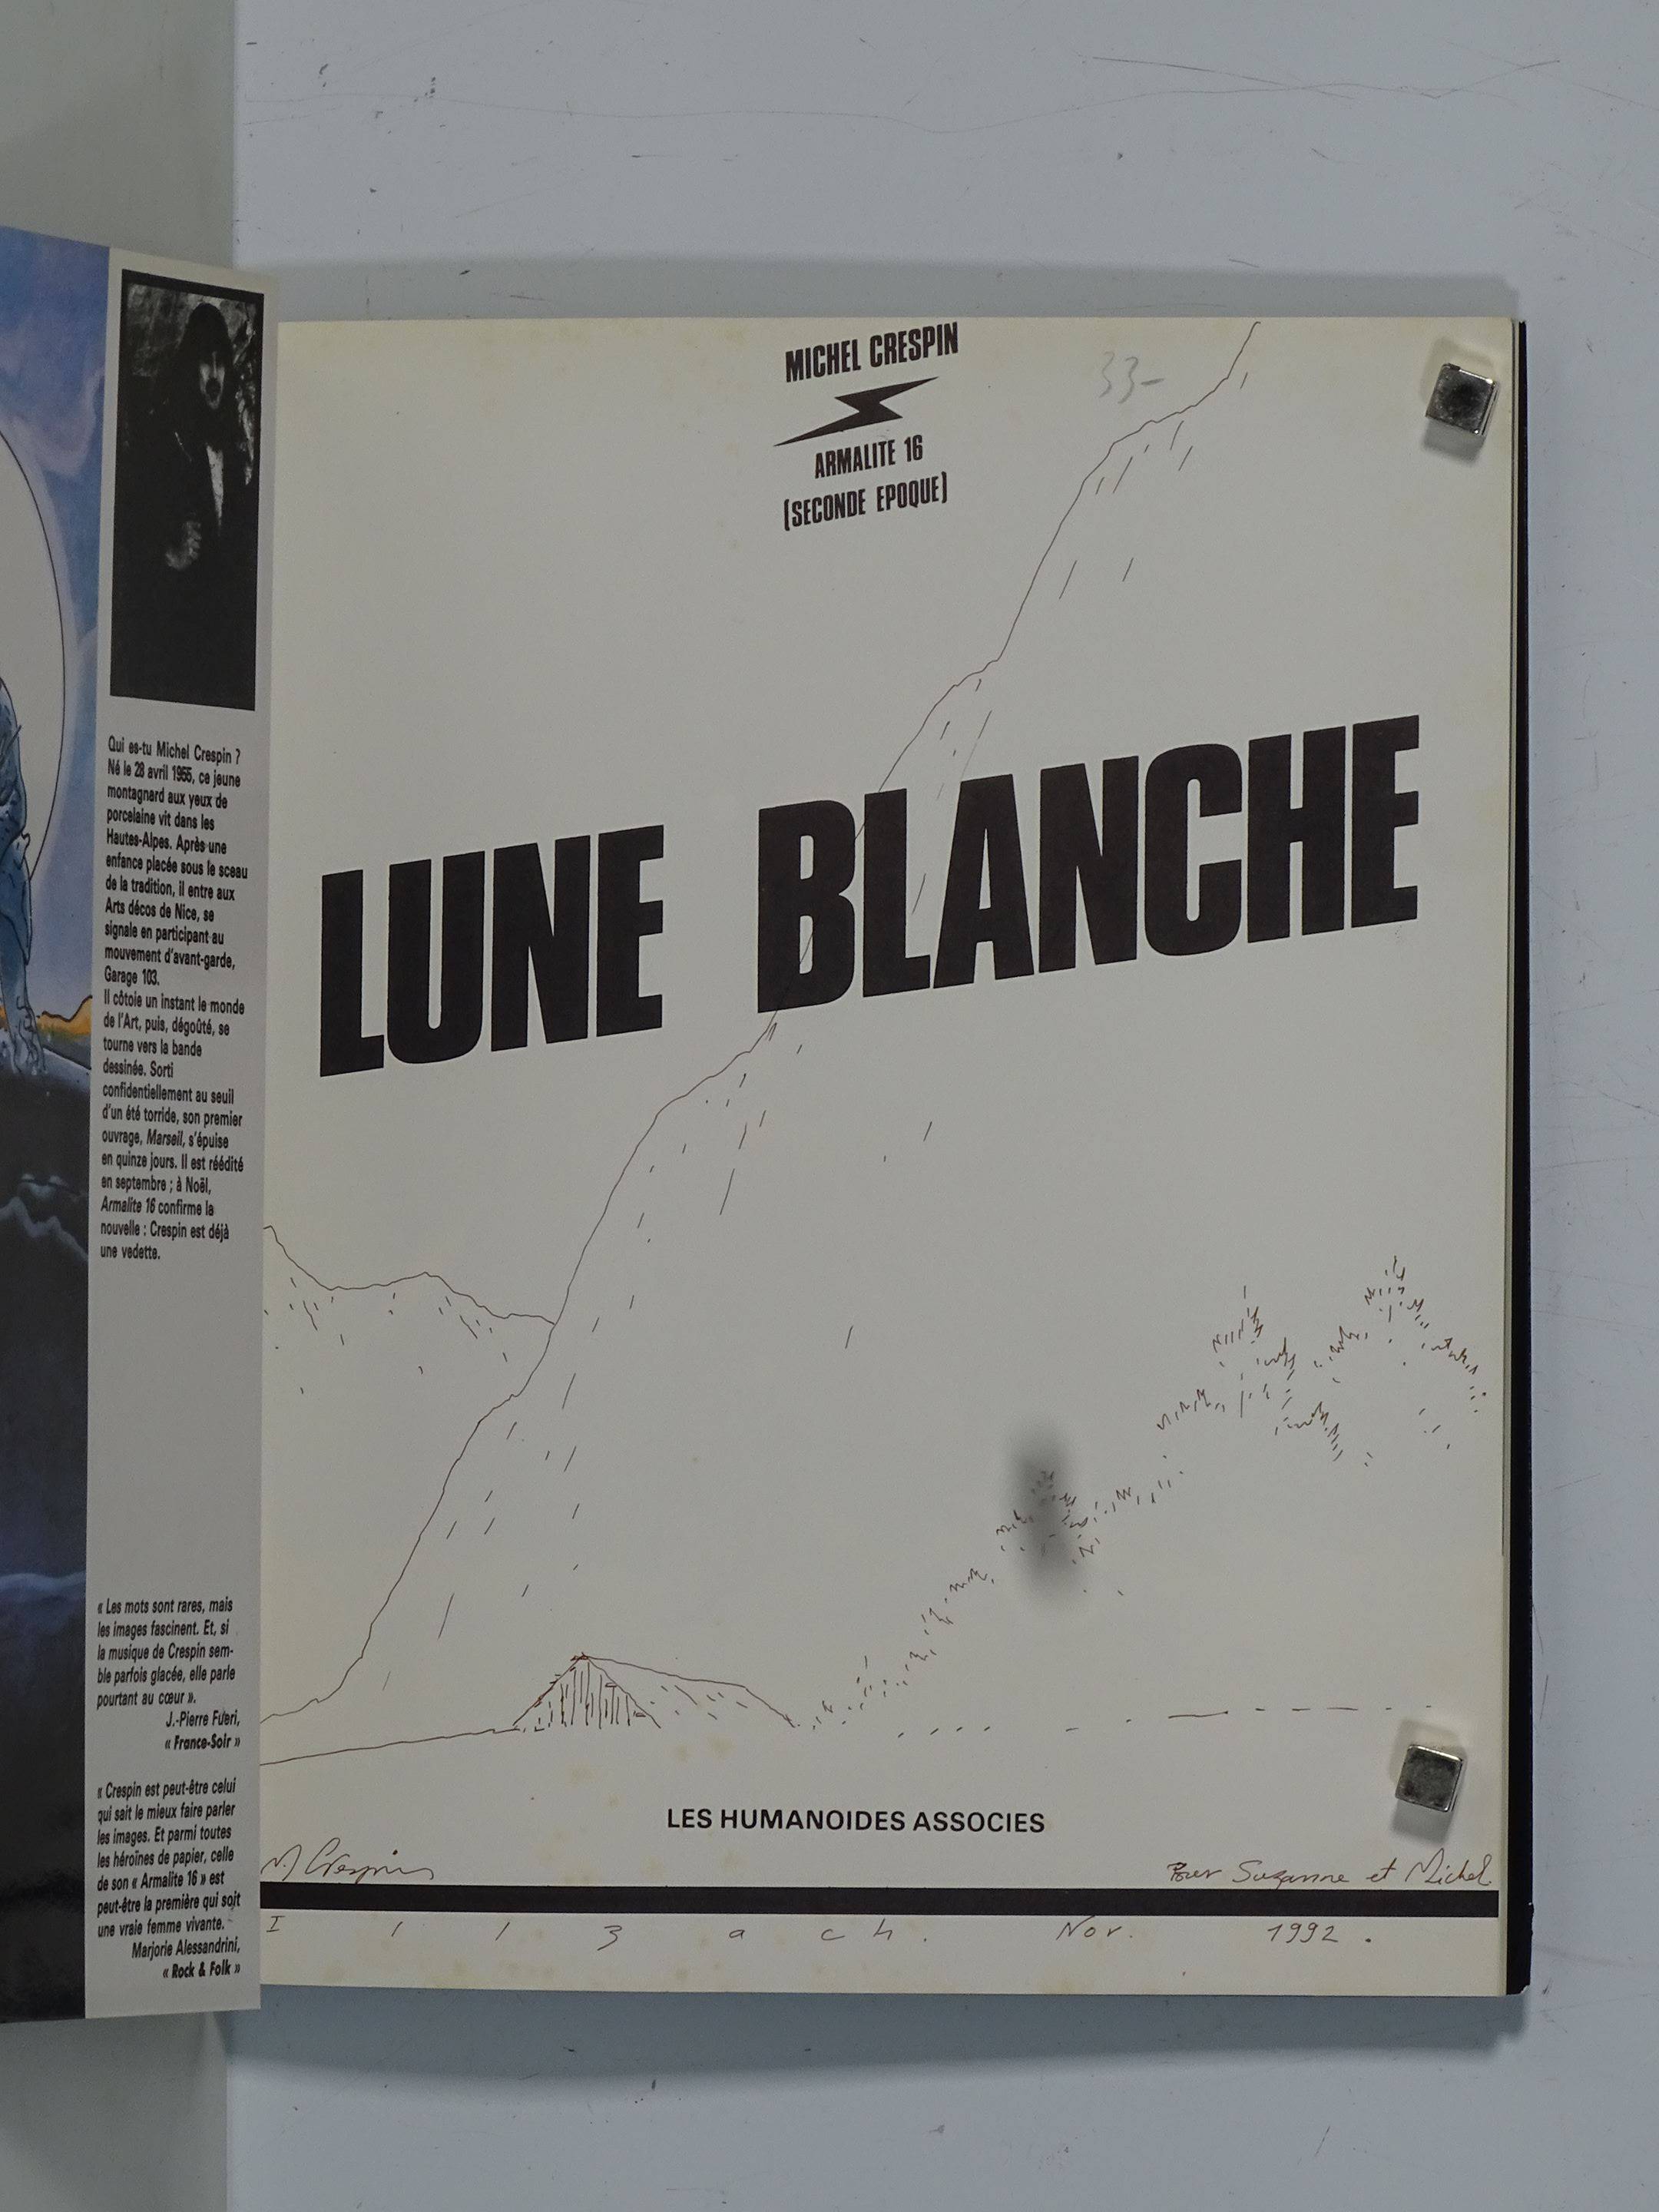 Qui es-tu Michel Crespin ?
Né le 28 avril 1955, ce jeune
montagnard aux yeux de
porcelaine vit dans les
Hautes-Alpes. Après une
enfance placée sous le sceau
de la tradition, il entre aux
Arts décos de Nice, se
signale en participant au
mouvement d'avant-garde,
Garage 103.
Il côtoie un instant le monde
de l'Art, puis, dégoûté, se
tourne vers la bande
dessinée. Sorti
confidentiellement au seuil
d'un été torride, son premier
ouvrage, Marseil, s'épuise
en quinze jours. Il est réédité
en septembre ; à Noël,
Armalite 16 confirme la
nouvelle : Crespin est déjà
une vedette.
« Les mots sont rares, mais
les images fascinent. Et, si
la musique de Crespin sem-
ble parfois glacée, elle parle
pourtant au cœur ».
J.-Pierre Fueri,
« France-Soir »
« Crespin est peut-être celui
qui sait le mieux faire parler
les images. Et parmi toutes
les héroïnes de papier, celle
de son « Armalite 16 » est
peut-être la première qui soit
une vraie femme vivante.
Marjorie Alessandrini,
« Rock & Folk »
MICHEL CRESPIN
33-
ARMALITE 16
(SECONDE EPOQUE)
LUNE BLANCHE
LES HUMANOIDES ASSOCIES
M Crespin
Pour Suzanne et Michel
I l l z a c h . Nov. 1992 .